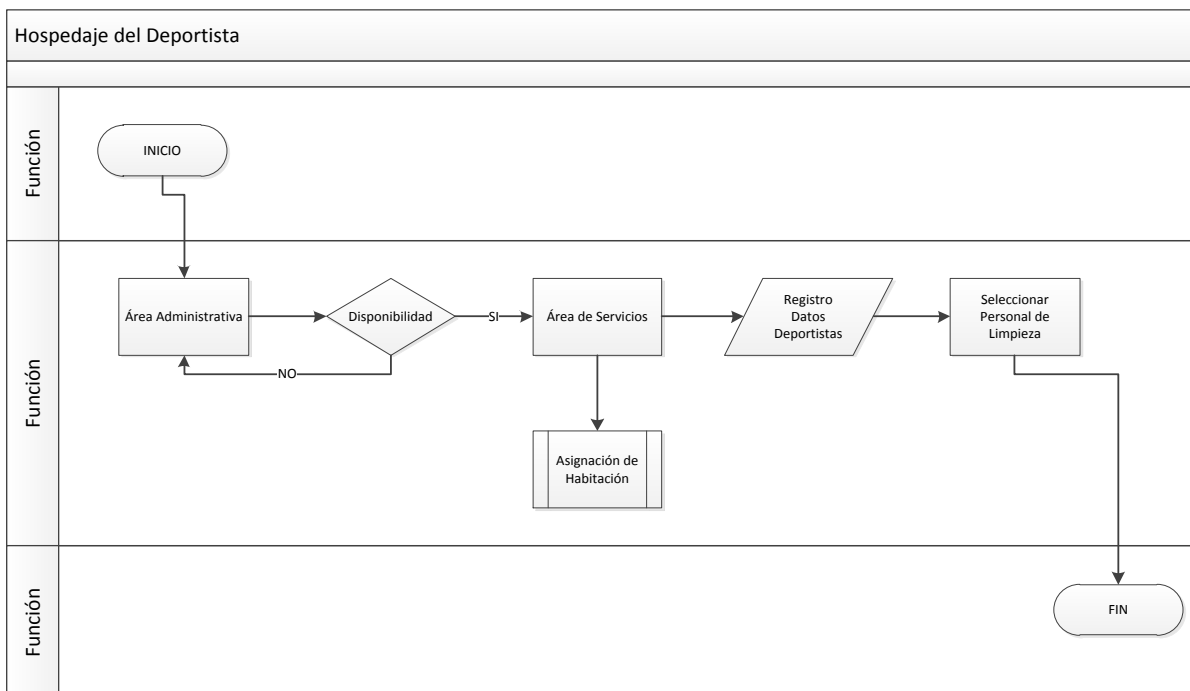 Hospedaje del Deportista
Función
INICIO
Función
Área Administrativa
Disponibilidad
SI
Área de Servicios
Registro
Datos
Deportistas
Seleccionar
Personal de
Limpieza
NO
Asignación de
Habitación
Función
FIN